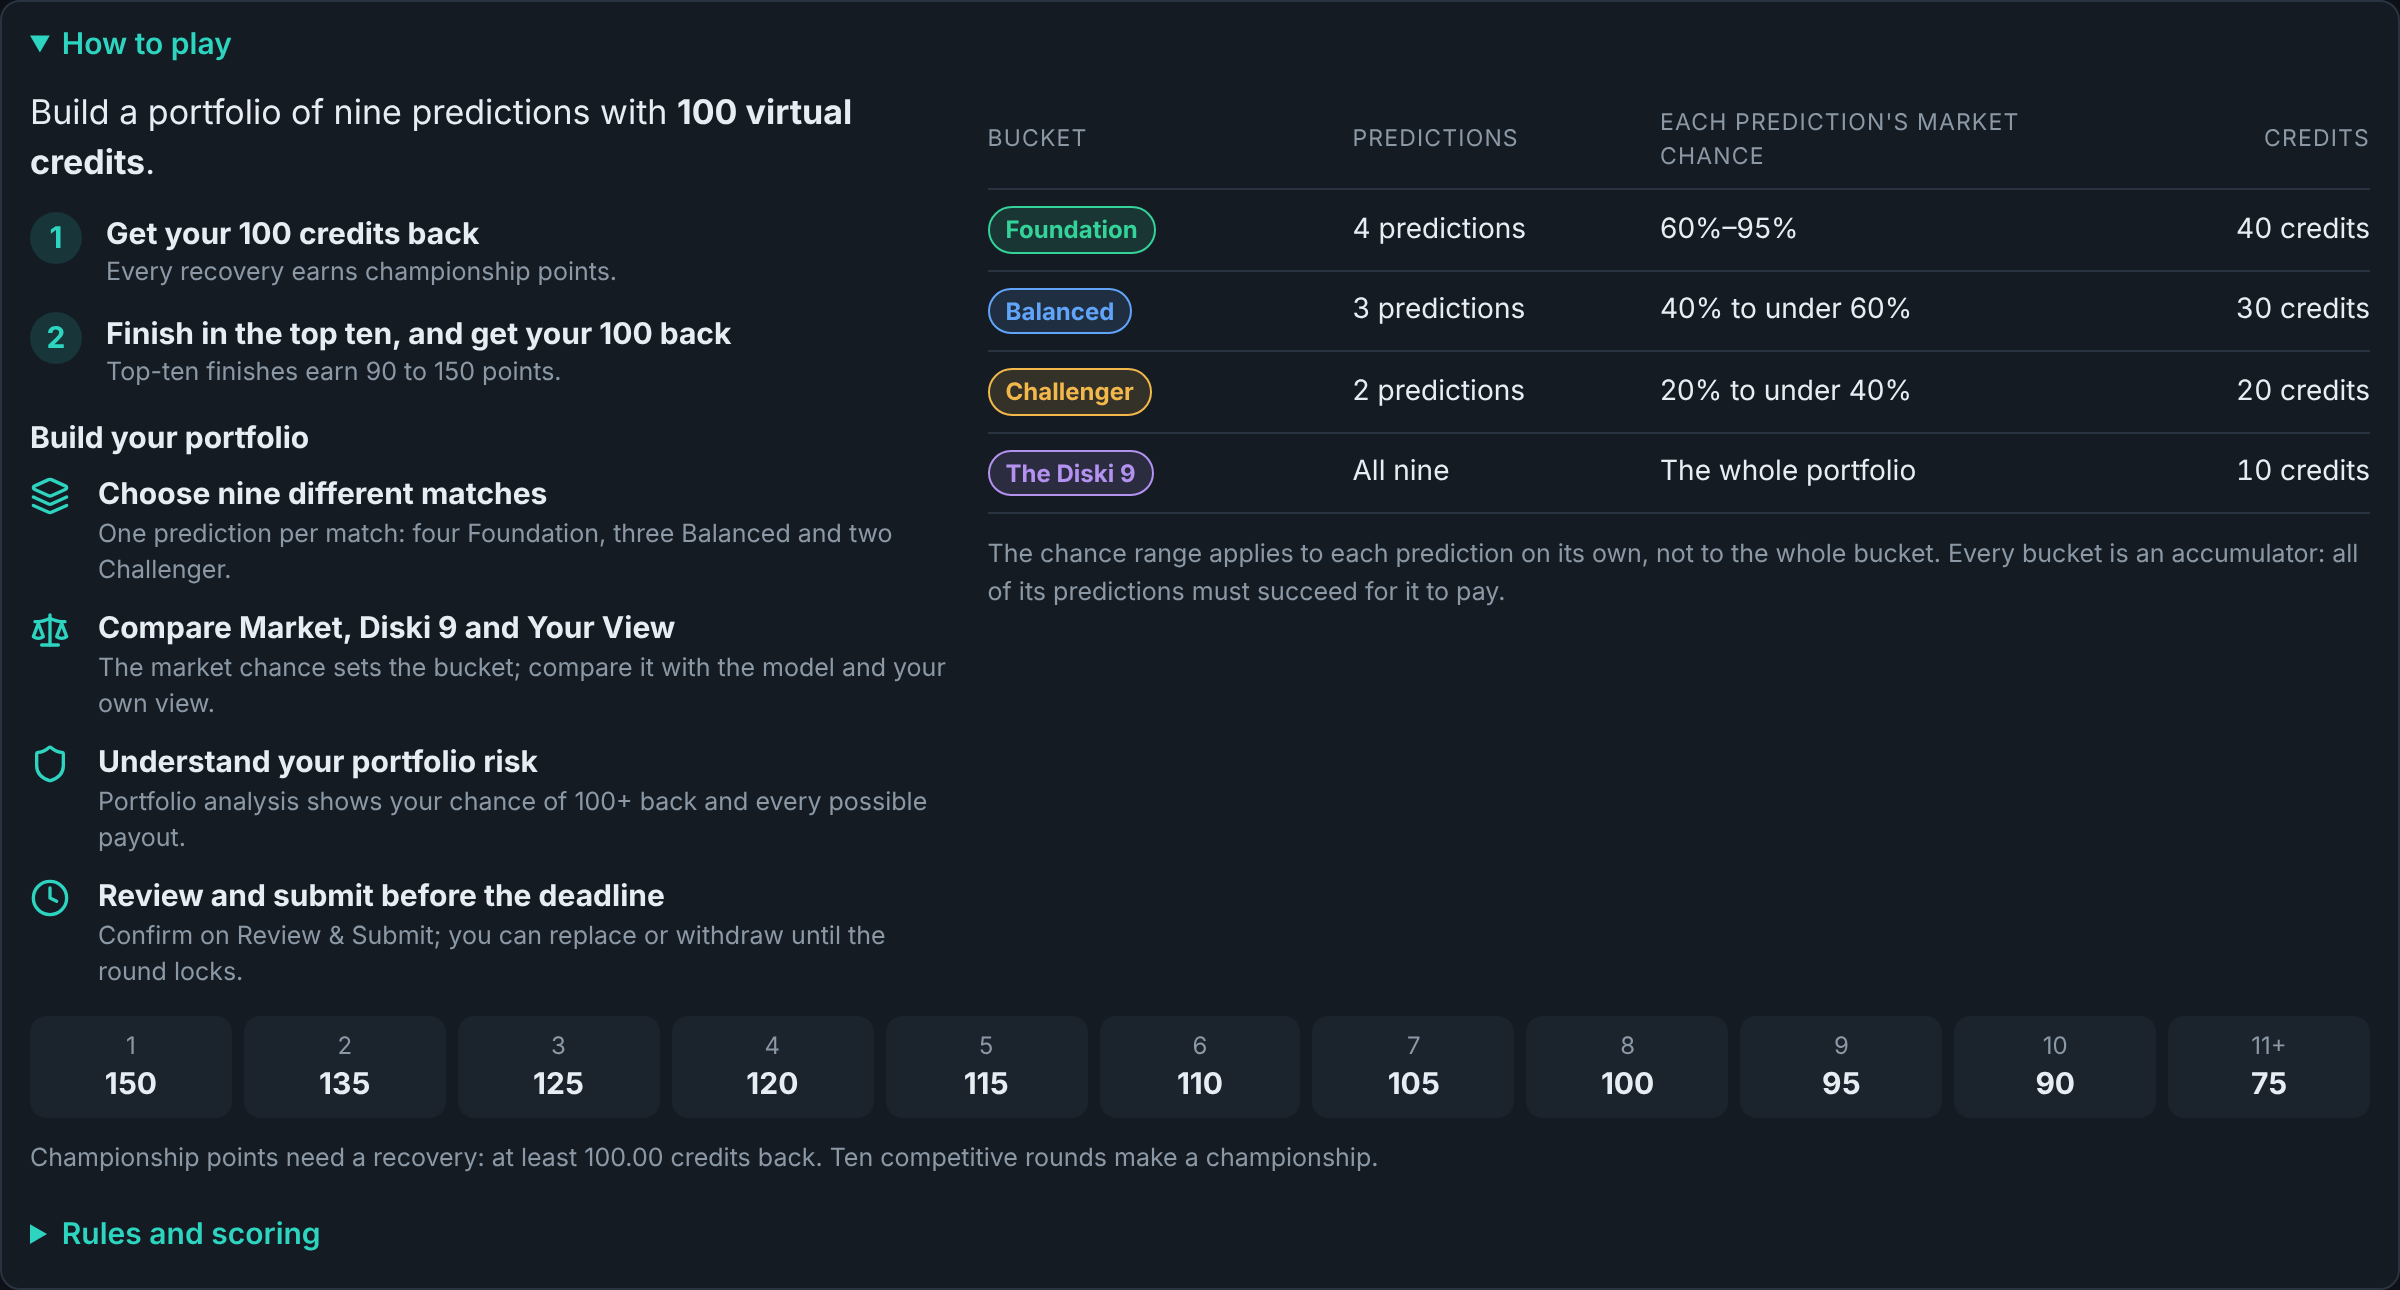 How to play
Build a portfolio of nine predictions with 100 virtual
credits.
1
Get your 100 credits back
Every recovery earns championship points.
2
Finish in the top ten, and get your 100 back
Top-ten finishes earn 90 to 150 points.
Build your portfolio
Choose nine different matches
One prediction per match: four Foundation, three Balanced and two
Challenger.
Compare Market, Diski 9 and Your View
The market chance sets the bucket; compare it with the model and your
own view.
Understand your portfolio risk
Portfolio analysis shows your chance of 100+ back and every possible
payout.
Review and submit before the deadline
Confirm on Review & Submit; you can replace or withdraw until the
round locks.
BUCKET PREDICTIONS EACH PREDICTION'S MARKET CREDITS
CHANCE
Foundation 4 predictions 60%–95% 40 credits
Balanced 3 predictions 40% to under 60% 30 credits
Challenger 2 predictions 20% to under 40% 20 credits
The Diski 9 All nine The whole portfolio 10 credits
The chance range applies to each prediction on its own, not to the whole bucket. Every bucket is an accumulator: all
of its predictions must succeed for it to pay.
1 2 3 4 5 6 7 8 9 10 11+
150 135 125 120 115 110 105 100 95 90 75
Championship points need a recovery: at least 100.00 credits back. Ten competitive rounds make a championship.
Rules and scoring